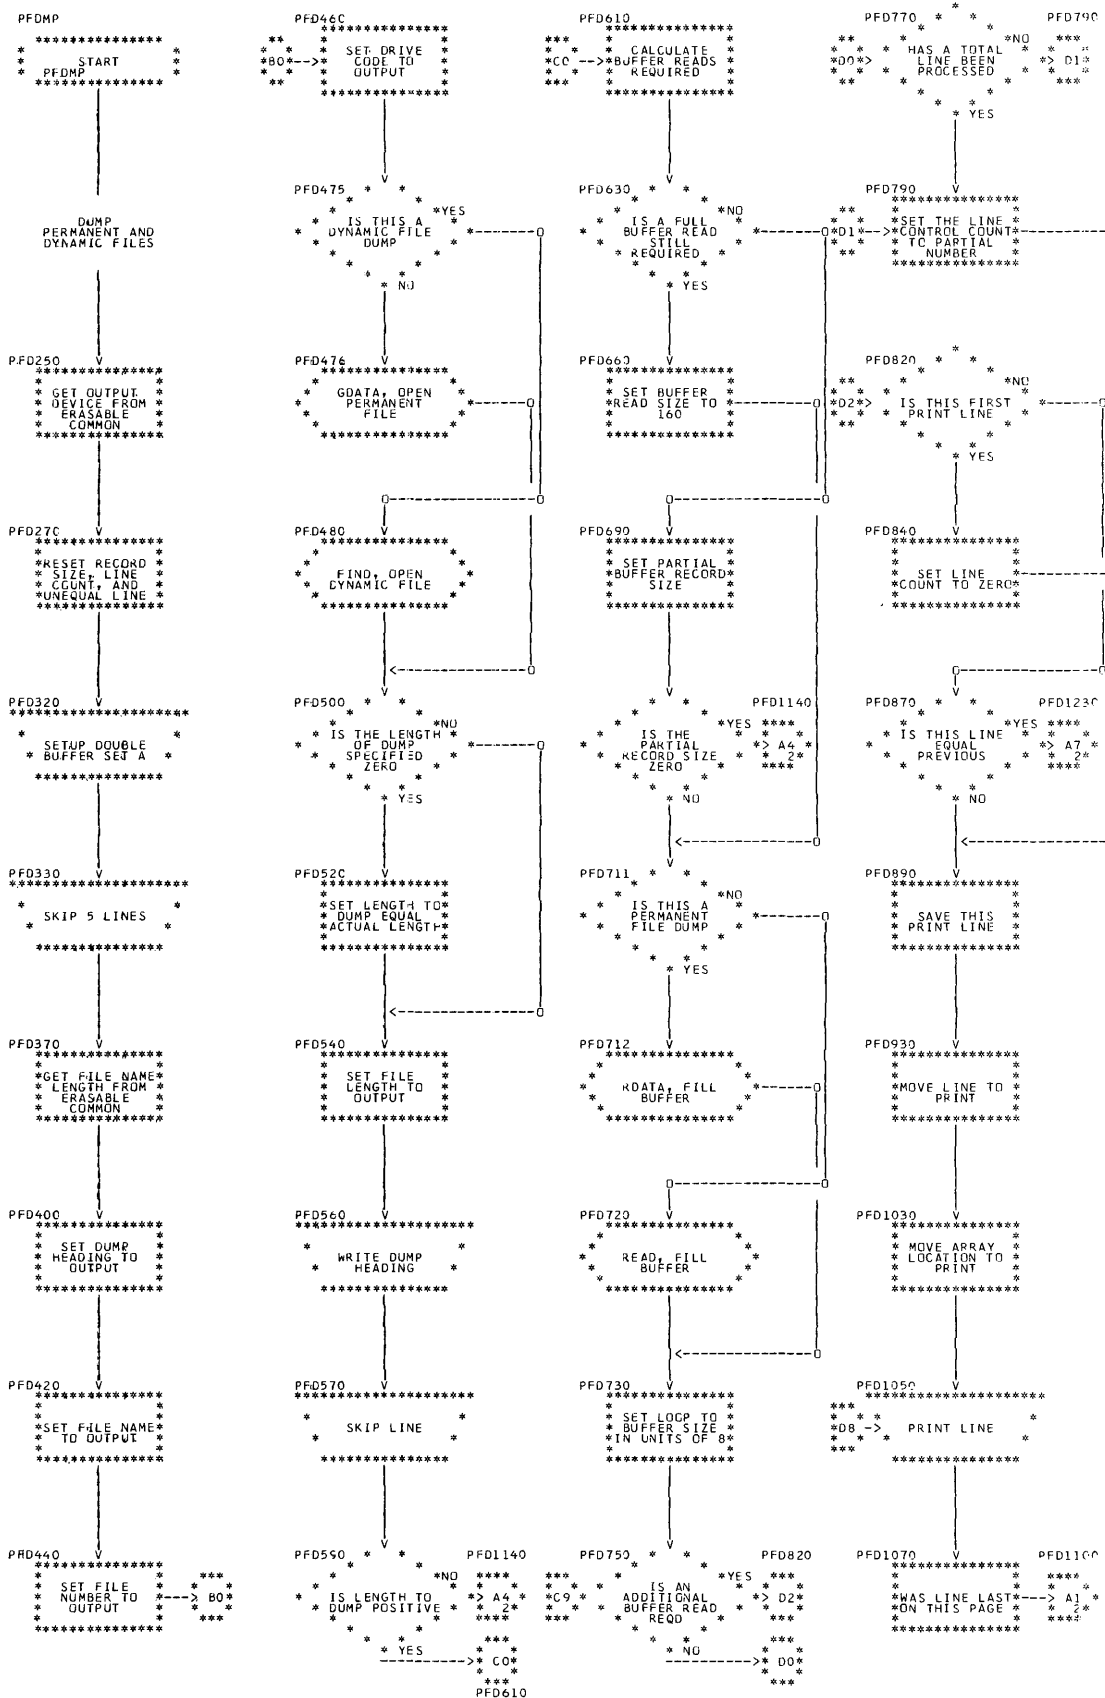 PFDMP
START
PFDMP
DUMP
PERMANENT AND
DYNAMIC FILES
PFD250
GET OUTPUT
DEVICE FROM
ERASABLE
COMMON
PFD270
RESET RECORD
SIZE, LINE
COUNT, AND
UNEQUAL LINE
PFD320
SETUP DOUBLE
BUFFER SET A
PFD330
SKIP 5 LINES
PFD370
GET FILE NAME
LENGTH FROM
ERASABLE
COMMON
PFD400
SET DUMP
HEADING TO
OUTPUT
PFD420
SET FILE NAME
TO OUTPUT
PFD440
SET FILE
NUMBER TO
OUTPUT
B0
PFD460
B0
SET DRIVE
CODE TO
OUTPUT
PFD475
IS THIS A
DYNAMIC FILE
DUMP
YES
NO
PFD476
GDATA, OPEN
PERMANENT
FILE
PFD480
FIND, OPEN
DYNAMIC FILE
PFD500
IS THE LENGTH
OF DUMP
SPECIFIED
ZERO
NO
YES
PFD520
SET LENGTH TO
DUMP EQUAL
ACTUAL LENGTH
PFD540
SET FILE
LENGTH TO
OUTPUT
PFD560
WRITE DUMP
HEADING
PFD570
SKIP LINE
PFD590
IS LENGTH TO
DUMP POSITIVE
NO
PFD1140
A4
2
YES
C0
PFD610
PFD610
C0
CALCULATE
BUFFER READS
REQUIRED
PFD630
IS A FULL
BUFFER READ
STILL
REQUIRED
NO
YES
PFD660
SET BUFFER
READ SIZE TO
160
PFD690
SET PARTIAL
BUFFER RECORD
SIZE
IS THE
PARTIAL
RECORD SIZE
ZERO
YES
PFD1140
A4
2
NO
PFD711
IS THIS A
PERMANENT
FILE DUMP
NO
YES
PFD712
RDATA, FILL
BUFFER
PFD720
READ, FILL
BUFFER
PFD730
SET LOOP TO
BUFFER SIZE
IN UNITS OF 8
PFD750
C9
IS AN
ADDITIONAL
BUFFER READ
REQD
YES
PFD820
D2
NO
D0
PFD770
D0
HAS A TOTAL
LINE BEEN
PROCESSED
NO
PFD790
D1
YES
PFD790
D1
SET THE LINE
CONTROL COUNT
TO PARTIAL
NUMBER
PFD820
D2
IS THIS FIRST
PRINT LINE
NO
YES
PFD840
SET LINE
COUNT TO ZERO
PFD870
IS THIS LINE
EQUAL
PREVIOUS
YES
PFD1230
A7
2
NO
PFD890
SAVE THIS
PRINT LINE
PFD930
MOVE LINE TO
PRINT
PFD1030
MOVE ARRAY
LOCATION TO
PRINT
PFD1050
D8
PRINT LINE
PFD1070
WAS LINE LAST
ON THIS PAGE
PFD1100
A1
2